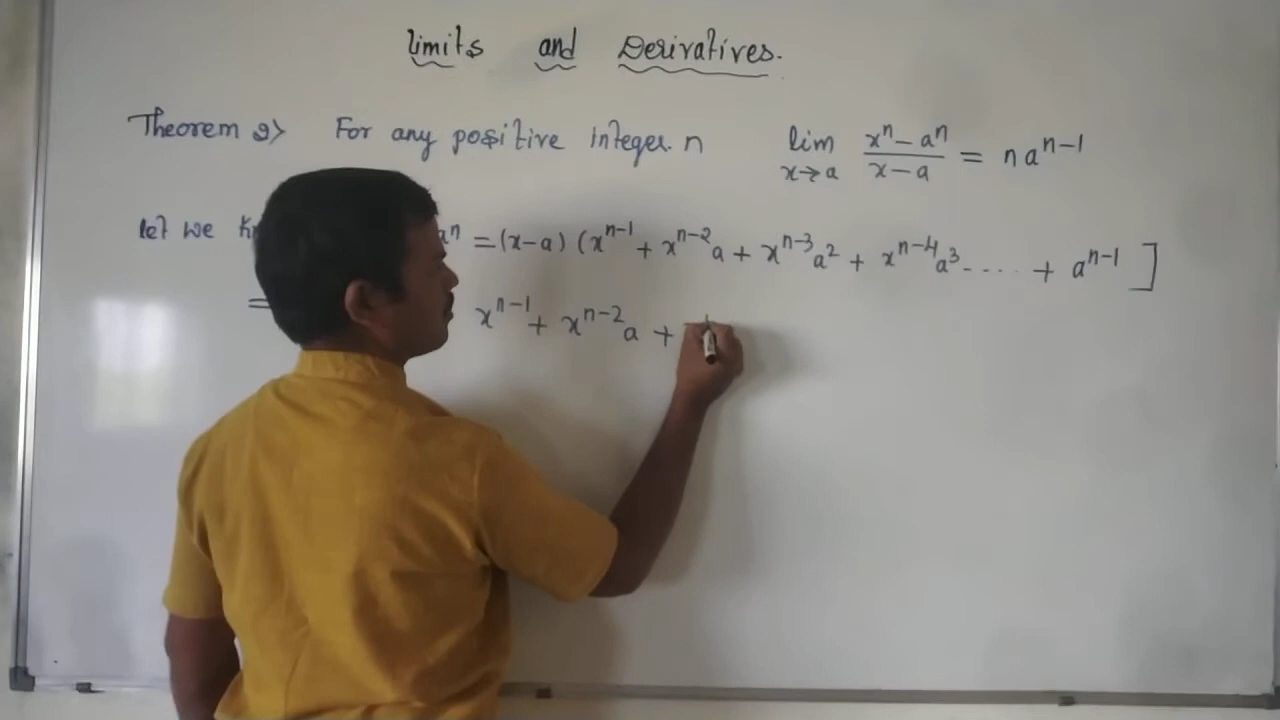 Limits and Derivatives.
Theorem 2> For any positive integer n lim x→a (xⁿ − aⁿ)/(x − a) = n aⁿ⁻¹
let we aⁿ = (x−a) (xⁿ⁻¹ + xⁿ⁻²a + xⁿ⁻³a² + xⁿ⁻⁴a³ ..... + aⁿ⁻¹ ]
= xⁿ⁻¹ + xⁿ⁻²a +